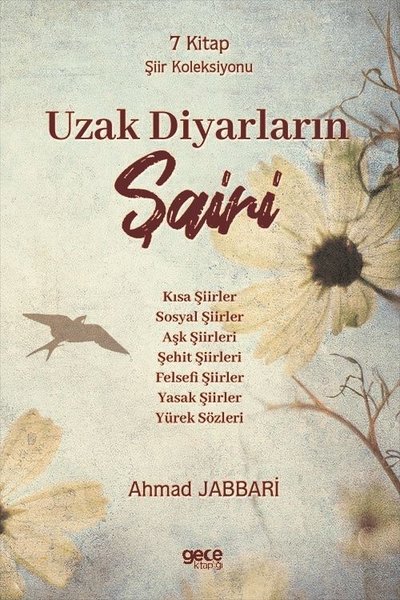 7 Kitap
Şiir Koleksiyonu
Uzak Diyarların
Şairi
Kısa Şiirler
Sosyal Şiirler
Aşk Şiirleri
Şehit Şiirleri
Felsefi Şiirler
Yasak Şiirler
Yürek Sözleri
Ahmad JABBARİ
gece
kitaplığı